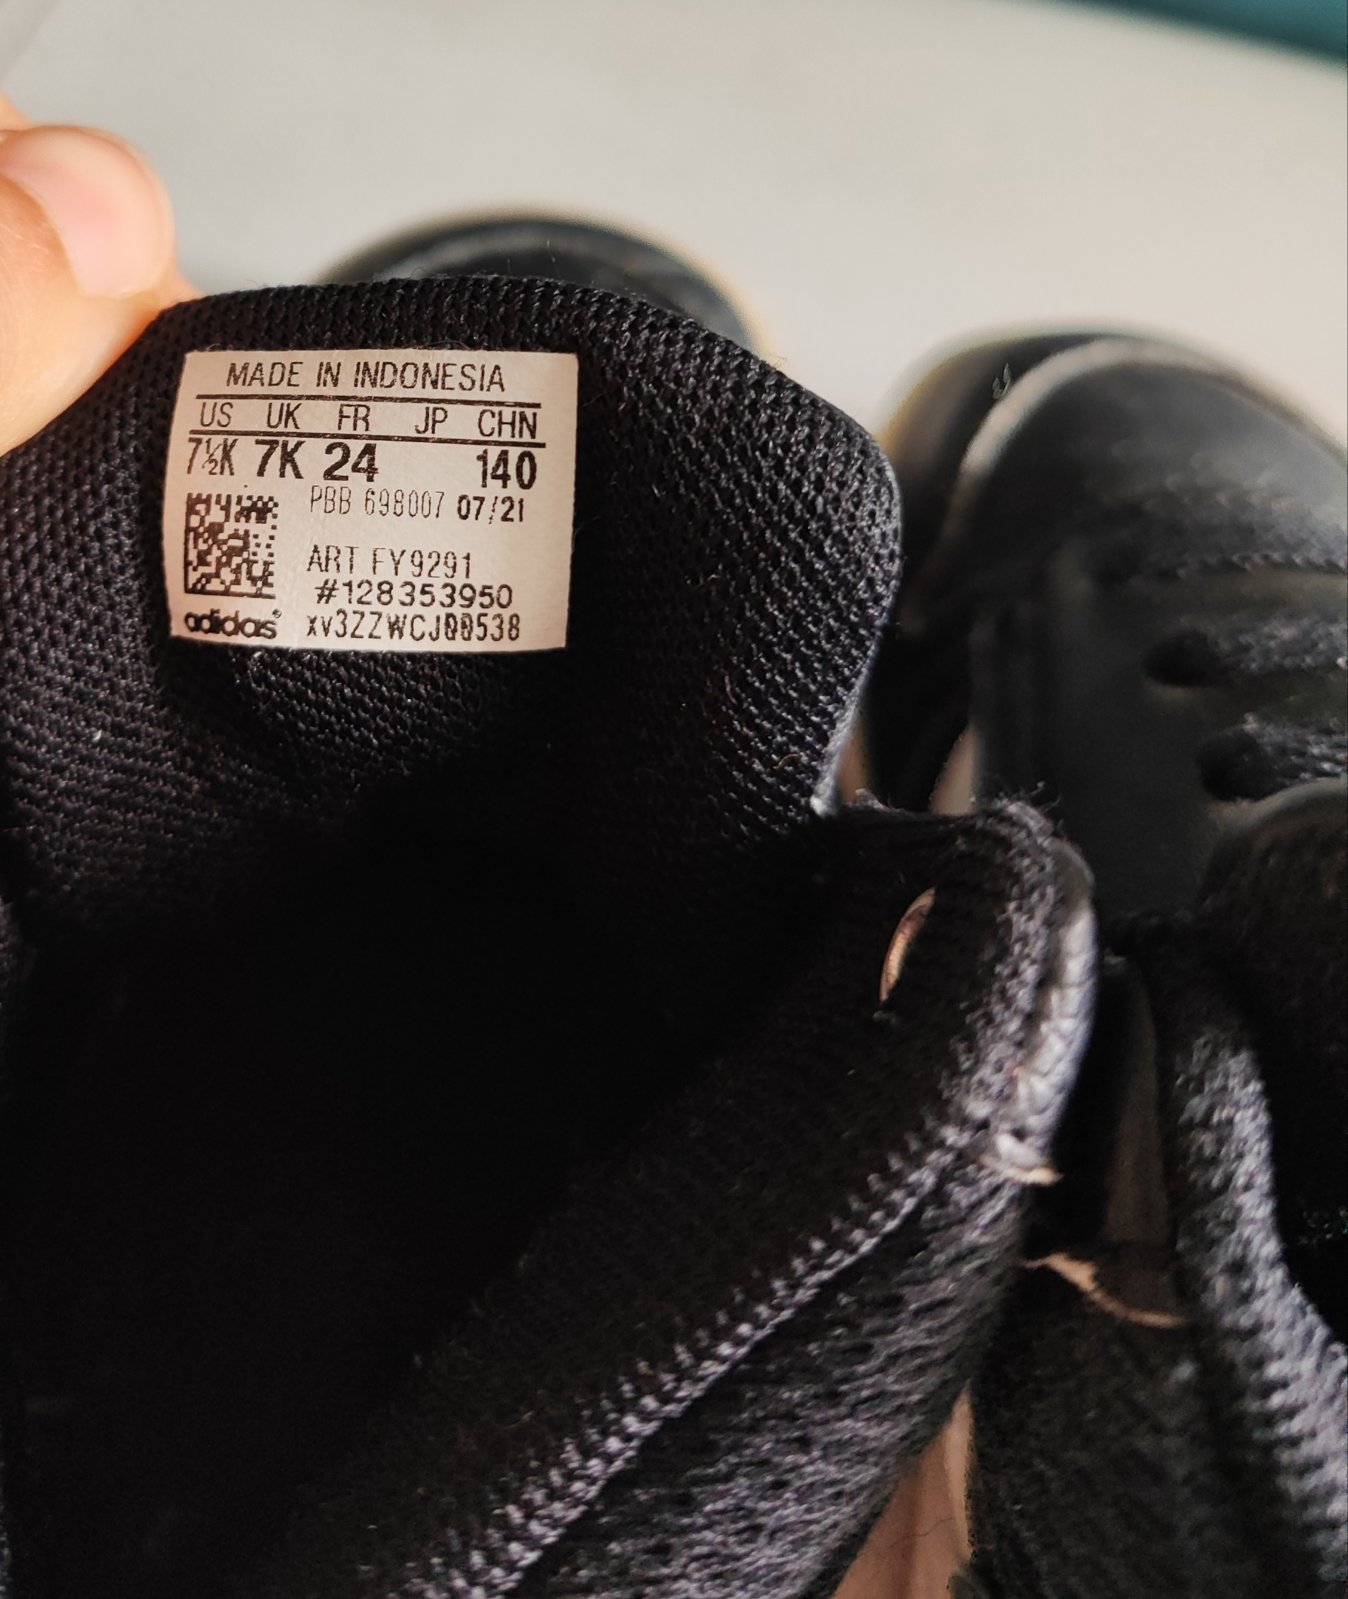 MADE IN INDONESIA
US UK FR JP CHN
7½K 7K 24 140
PBB 698007 07/21
ART FY9291
#128353950
adidas® xv3ZZWCJ00538